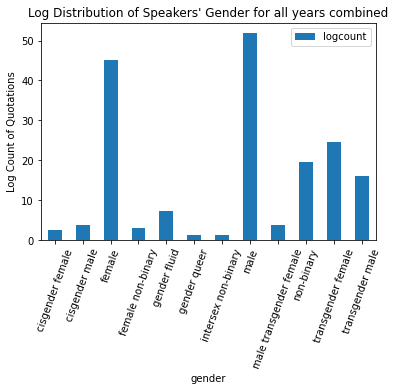 Log Distribution of Speakers' Gender for all years combined
logcount
Log Count of Quotations
50
40
30
20
10
0
cisgender female
cisgender male
female
female non-binary
gender fluid
gender queer
intersex non-binary
male
male transgender female
non-binary
transgender female
transgender male
gender